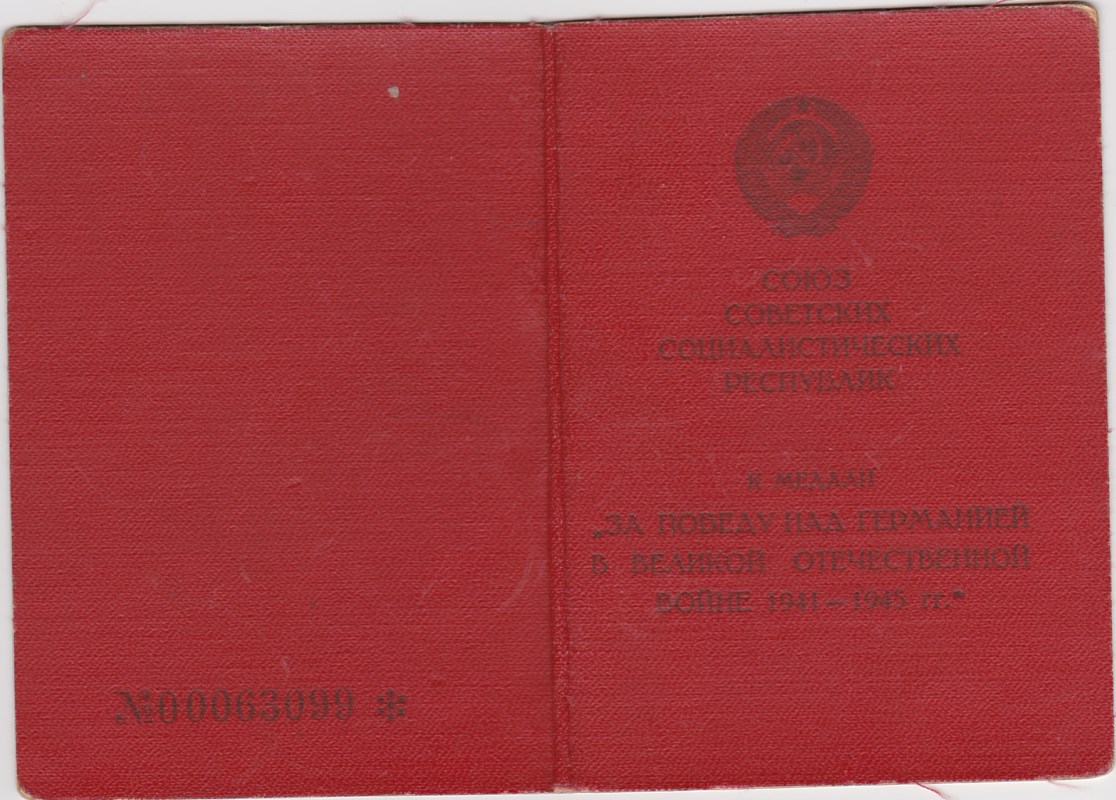 №00063099 *
СОЮЗ
СОВЕТСКИХ
СОЦИАЛИСТИЧЕСКИХ
РЕСПУБЛИК
К МЕДАЛИ
„ЗА ПОБЕДУ НАД ГЕРМАНИЕЙ
В ВЕЛИКОЙ ОТЕЧЕСТВЕННОЙ
ВОЙНЕ 1941 — 1945 гг.“